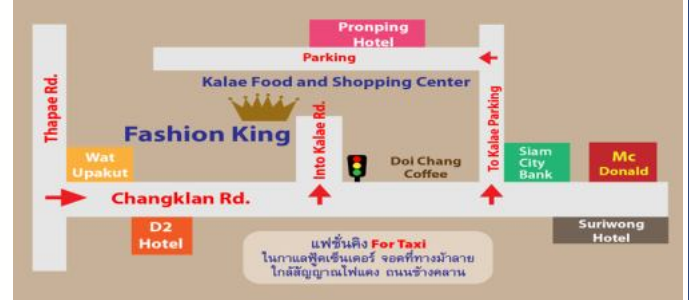 Pronping
Hotel
Parking
Kalae Food and Shopping Center
Thapae Rd.
Fashion King
Into Kalae Rd.
To Kalae Parking
Wat
Upakut
Doi Chang
Coffee
Siam
City
Bank
Mc
Donald
Changklan Rd.
D2
Hotel
Suriwong
Hotel
แฟชั่นคิง For Taxi
ในกาแลฟู๊ดเซ็นเตอร์ จอดที่ทางม้าลาย
ใกล้สัญญาณไฟแดง ถนนช้างคลาน